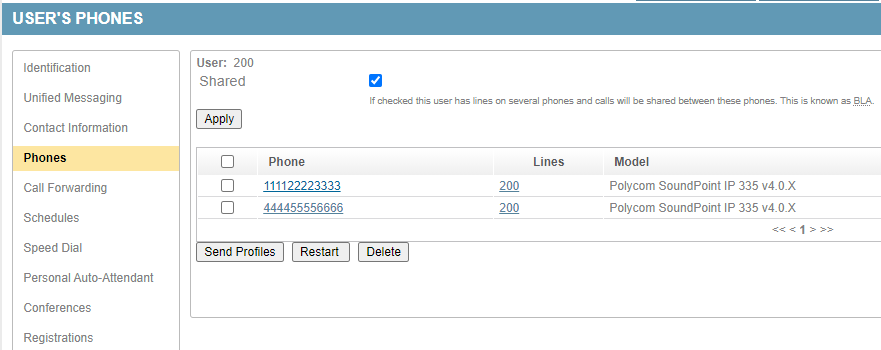 USER'S PHONES
Identification
Unified Messaging
Contact Information
Phones
Call Forwarding
Schedules
Speed Dial
Personal Auto-Attendant
Conferences
Registrations
User: 200
Shared
If checked this user has lines on several phones and calls will be shared between these phones. This is known as BLA.
Apply
Phone Lines Model
111122223333 200 Polycom SoundPoint IP 335 v4.0.X
444455556666 200 Polycom SoundPoint IP 335 v4.0.X
<< < 1 > >>
Send Profiles Restart Delete